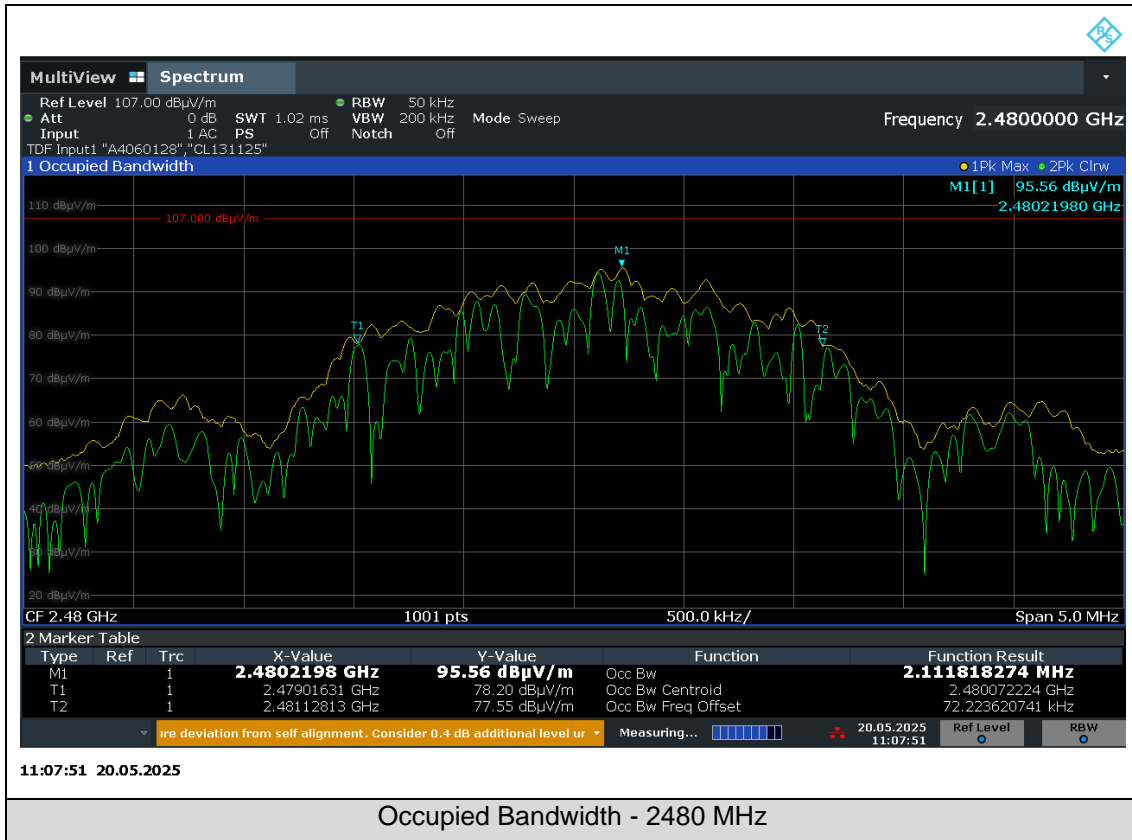 R&S
MultiView Spectrum
Ref Level 107.00 dBµV/m RBW 50 kHz
Att 0 dB SWT 1.02 ms VBW 200 kHz Mode Sweep Frequency 2.4800000 GHz
Input 1 AC PS Off Notch Off
TDF Input1 "A4060128","CL131125"
1 Occupied Bandwidth 1Pk Max 2Pk Clrw
M1[1] 95.56 dBµV/m
2.48021980 GHz
110 dBµV/m
107.000 dBµV/m
100 dBµV/m
M1
90 dBµV/m
80 dBµV/m
T1
T2
70 dBµV/m
60 dBµV/m
50 dBµV/m
40 dBµV/m
30 dBµV/m
20 dBµV/m
CF 2.48 GHz 1001 pts 500.0 kHz/ Span 5.0 MHz
2 Marker Table
Type Ref Trc X-Value Y-Value Function Function Result
M1 1 2.4802198 GHz 95.56 dBµV/m Occ Bw 2.111818274 MHz
T1 1 2.47901631 GHz 78.20 dBµV/m Occ Bw Centroid 2.480072224 GHz
T2 1 2.48112813 GHz 77.55 dBµV/m Occ Bw Freq Offset 72.223620741 kHz
ire deviation from self alignment. Consider 0.4 dB additional level ur Measuring... 20.05.2025 Ref Level RBW
11:07:51
11:07:51 20.05.2025
Occupied Bandwidth - 2480 MHz